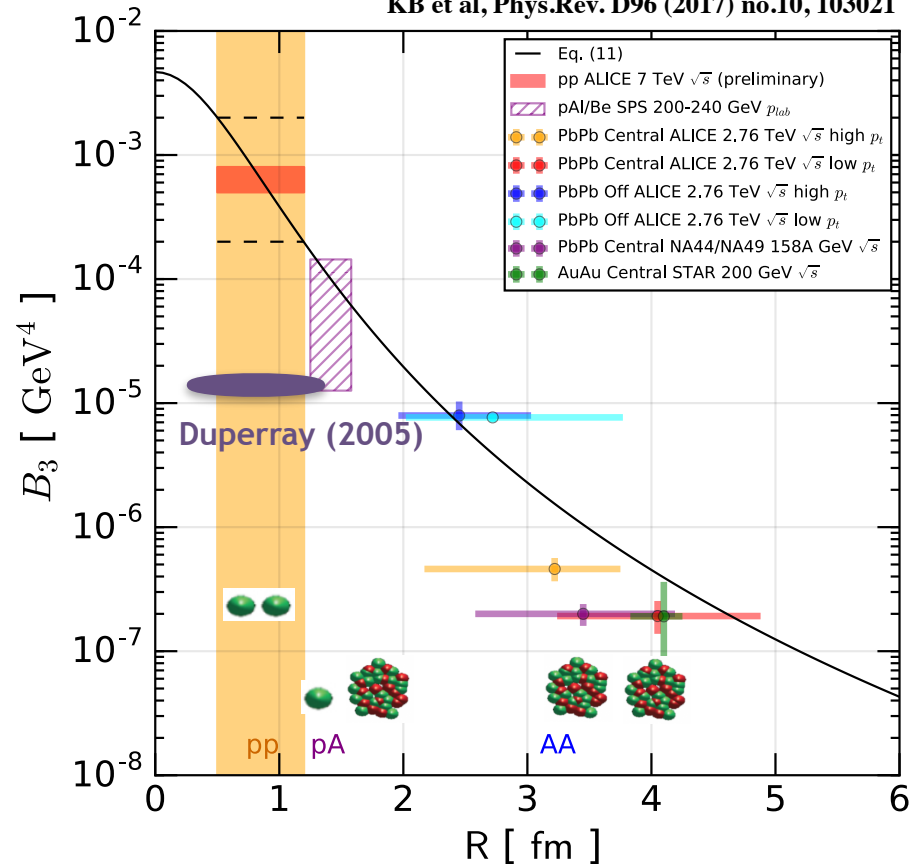 KB et al, Phys.Rev. D96 (2017) no.10, 103021
10⁻²
10⁻³
10⁻⁴
10⁻⁵
10⁻⁶
10⁻⁷
10⁻⁸
B₃ [ GeV⁴ ]
Eq. (11)
pp ALICE 7 TeV √s (preliminary)
pAl/Be SPS 200-240 GeV p_lab
PbPb Central ALICE 2.76 TeV √s high p_t
PbPb Central ALICE 2.76 TeV √s low p_t
PbPb Off ALICE 2.76 TeV √s high p_t
PbPb Off ALICE 2.76 TeV √s low p_t
PbPb Central NA44/NA49 158A GeV √s
AuAu Central STAR 200 GeV √s
Duperray (2005)
pp pA AA
0 1 2 3 4 5 6
R [ fm ]